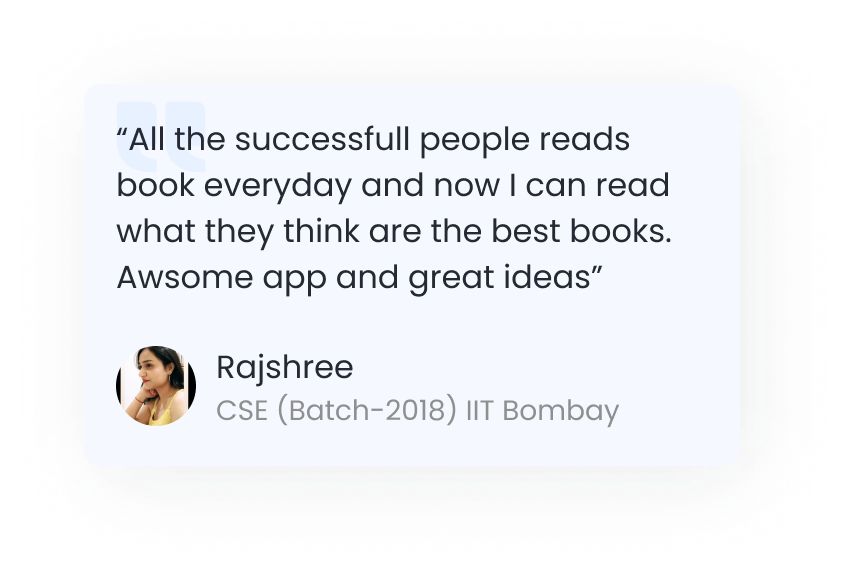 “All the successfull people reads
book everyday and now I can read
what they think are the best books.
Awsome app and great ideas”
Rajshree
CSE (Batch-2018) IIT Bombay